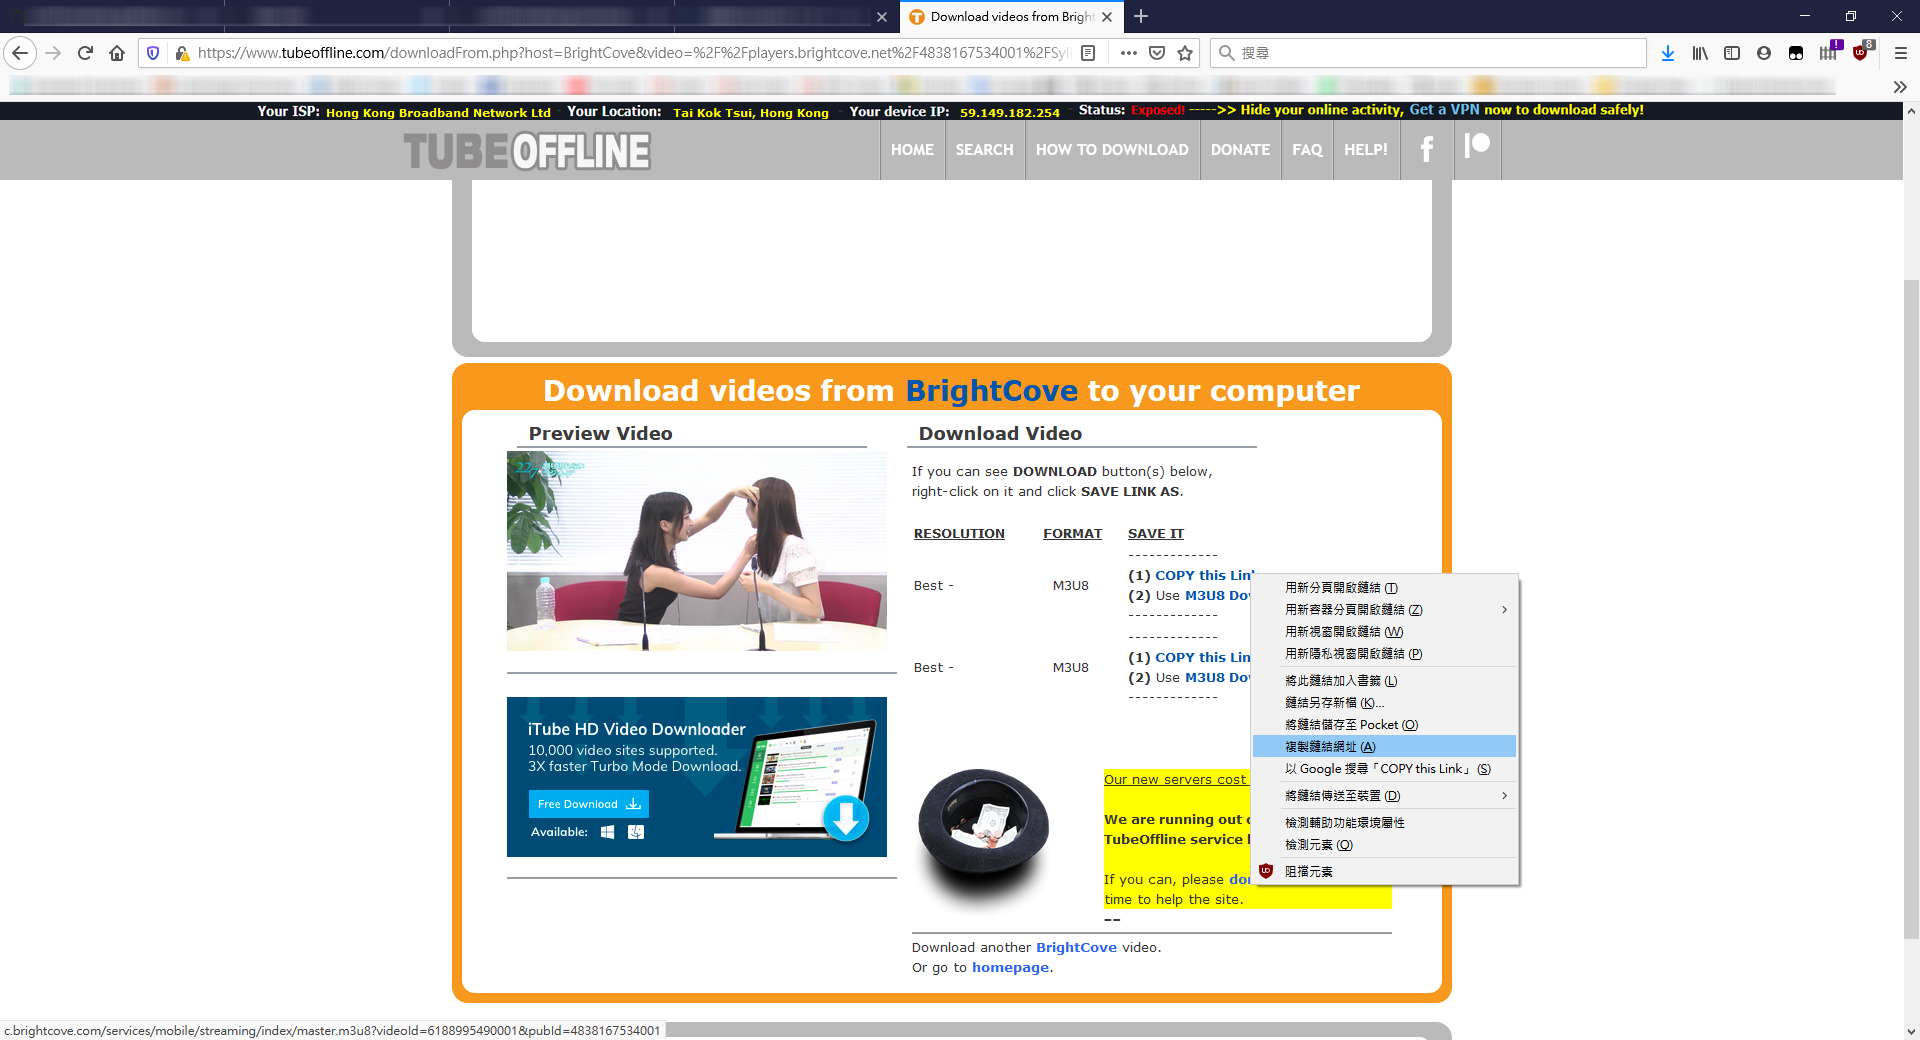 Download videos from Bright
https://www.tubeoffline.com/downloadFrom.php?host=BrightCove&video=%2F%2Fplayers.brightcove.net%2F4838167534001%2FSyl
搜尋
!
8
Your ISP: Hong Kong Broadband Network Ltd - Your Location: Tai Kok Tsui, Hong Kong - Your device IP: 59.149.182.254 - Status: Exposed! ----->> Hide your online activity, Get a VPN now to download safely!
TUBEOFFLINE
HOME
SEARCH
HOW TO DOWNLOAD
DONATE
FAQ
HELP!
Download videos from BrightCove to your computer
Preview Video
Download Video
If you can see DOWNLOAD button(s) below,
right-click on it and click SAVE LINK AS.
RESOLUTION
FORMAT
SAVE IT
-------------
Best -
M3U8
(1) COPY this Link
(2) Use M3U8 Do
-------------
-------------
Best -
M3U8
(1) COPY this Lin
(2) Use M3U8 Do
-------------
用新分頁開啟鏈結 (T)
用新容器分頁開啟鏈結 (Z)
用新視窗開啟鏈結 (W)
用新隱私視窗開啟鏈結 (P)
將此鏈結加入書籤 (L)
鏈結另存新檔 (K)...
將鏈結儲存至 Pocket (O)
複製鏈結網址 (A)
以 Google 搜尋「COPY this Link」 (S)
將鏈結傳送至裝置 (D)
檢測輔助功能環境屬性
檢測元素 (Q)
阻擋元素
iTube HD Video Downloader
10,000 video sites supported.
3X faster Turbo Mode Download.
Free Download
Available:
Our new servers cost
We are running out
TubeOffline service
If you can, please do
time to help the site.
--
Download another BrightCove video.
Or go to homepage.
c.brightcove.com/services/mobile/streaming/index/master.m3u8?videoId=6188995490001&pubId=4838167534001